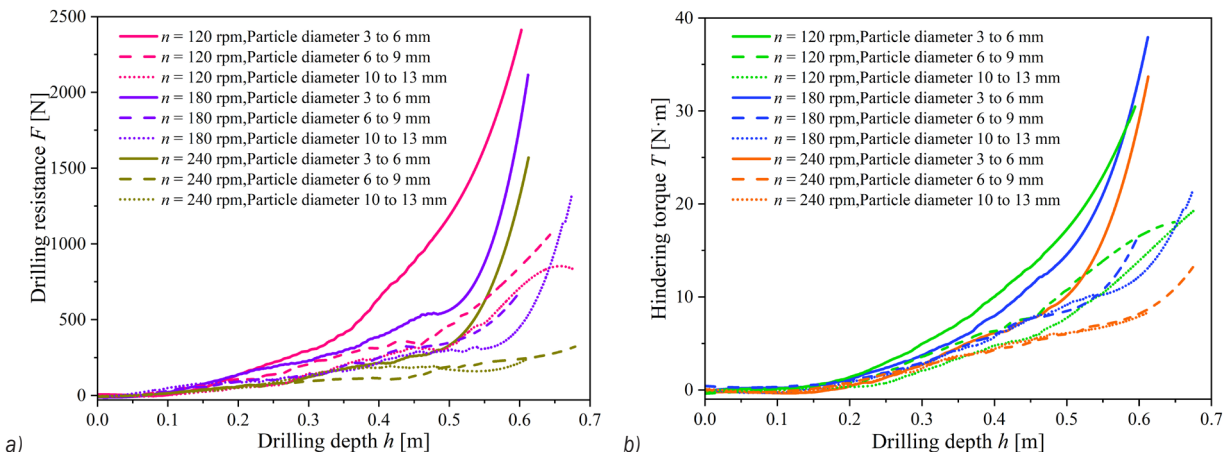 2500
2000
1500
1000
500
0
Drilling resistance F [N]
n = 120 rpm,Particle diameter 3 to 6 mm
n = 120 rpm,Particle diameter 6 to 9 mm
n = 120 rpm,Particle diameter 10 to 13 mm
n = 180 rpm,Particle diameter 3 to 6 mm
n = 180 rpm,Particle diameter 6 to 9 mm
n = 180 rpm,Particle diameter 10 to 13 mm
n = 240 rpm,Particle diameter 3 to 6 mm
n = 240 rpm,Particle diameter 6 to 9 mm
n = 240 rpm,Particle diameter 10 to 13 mm
0.0 0.1 0.2 0.3 0.4 0.5 0.6 0.7
Drilling depth h [m]
a)
40
30
20
10
0
Hindering torque T [N·m]
n = 120 rpm,Particle diameter 3 to 6 mm
n = 120 rpm,Particle diameter 6 to 9 mm
n = 120 rpm,Particle diameter 10 to 13 mm
n = 180 rpm,Particle diameter 3 to 6 mm
n = 180 rpm,Particle diameter 6 to 9 mm
n = 180 rpm,Particle diameter 10 to 13 mm
n = 240 rpm,Particle diameter 3 to 6 mm
n = 240 rpm,Particle diameter 6 to 9 mm
n = 240 rpm,Particle diameter 10 to 13 mm
0.0 0.1 0.2 0.3 0.4 0.5 0.6 0.7
Drilling depth h [m]
b)